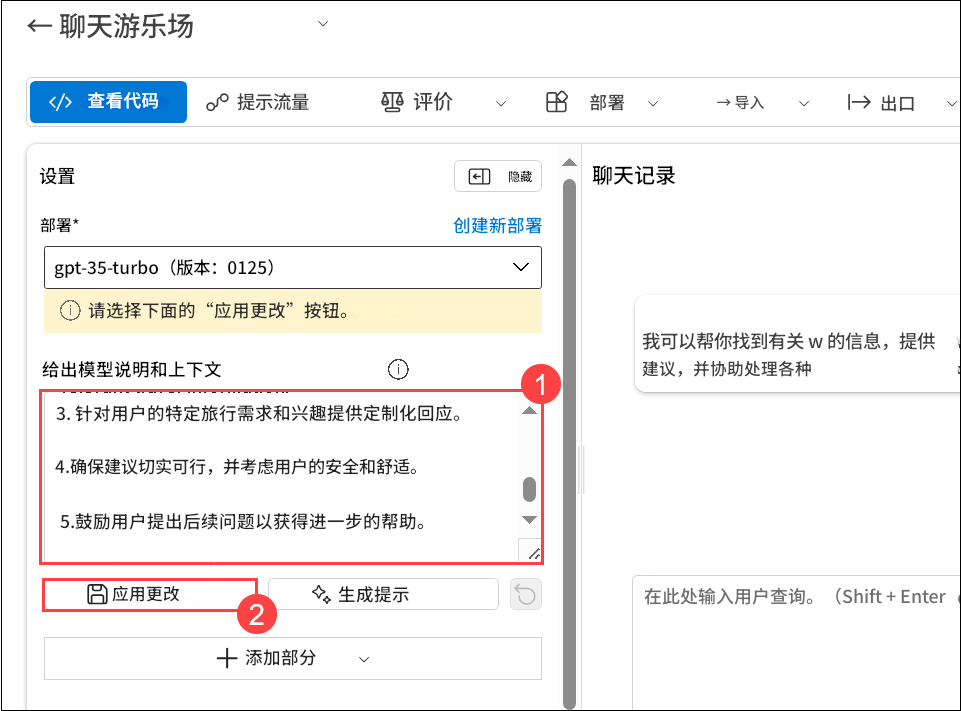 聊天游乐场
查看代码
提示流量
评价
部署
导入
出口
设置
隐藏
聊天记录
部署*
创建新部署
gpt-35-turbo（版本：0125）
请选择下面的“应用更改”按钮。
我可以帮你找到有关 w 的信息，提供
建议，并协助处理各种
给出模型说明和上下文
1
3. 针对用户的特定旅行需求和兴趣提供定制化回应。
4.确保建议切实可行，并考虑用户的安全和舒适。
5.鼓励用户提出后续问题以获得进一步的帮助。
应用更改
2
生成提示
在此处输入用户查询。（Shift + Enter
添加部分